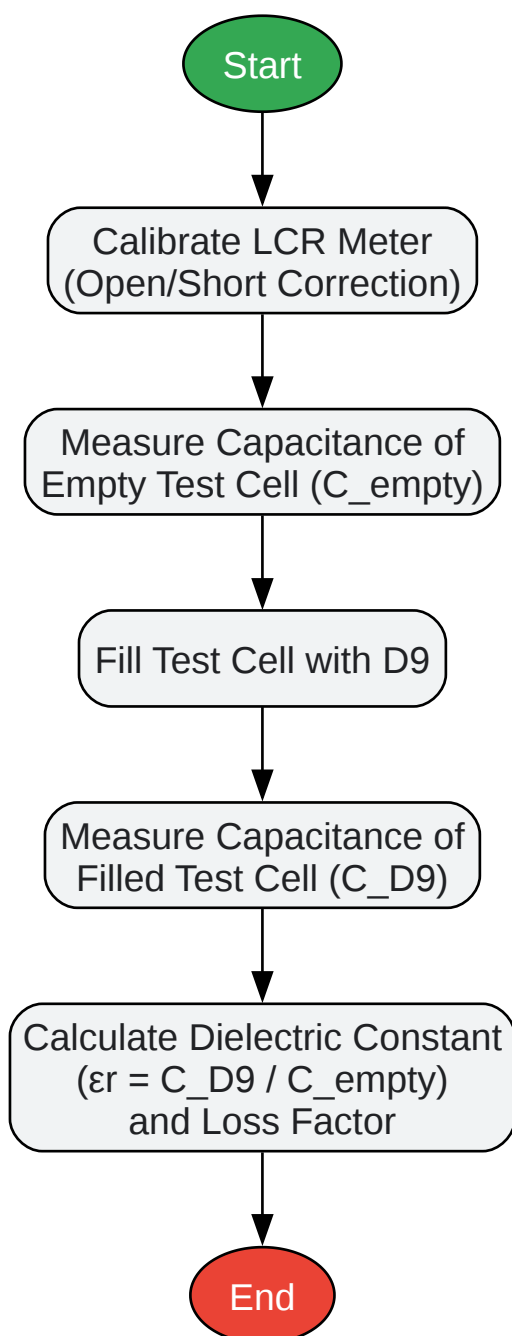 Start
Calibrate LCR Meter
(Open/Short Correction)
Measure Capacitance of
Empty Test Cell (C_empty)
Fill Test Cell with D9
Measure Capacitance of
Filled Test Cell (C_D9)
Calculate Dielectric Constant
(εr = C_D9 / C_empty)
and Loss Factor
End